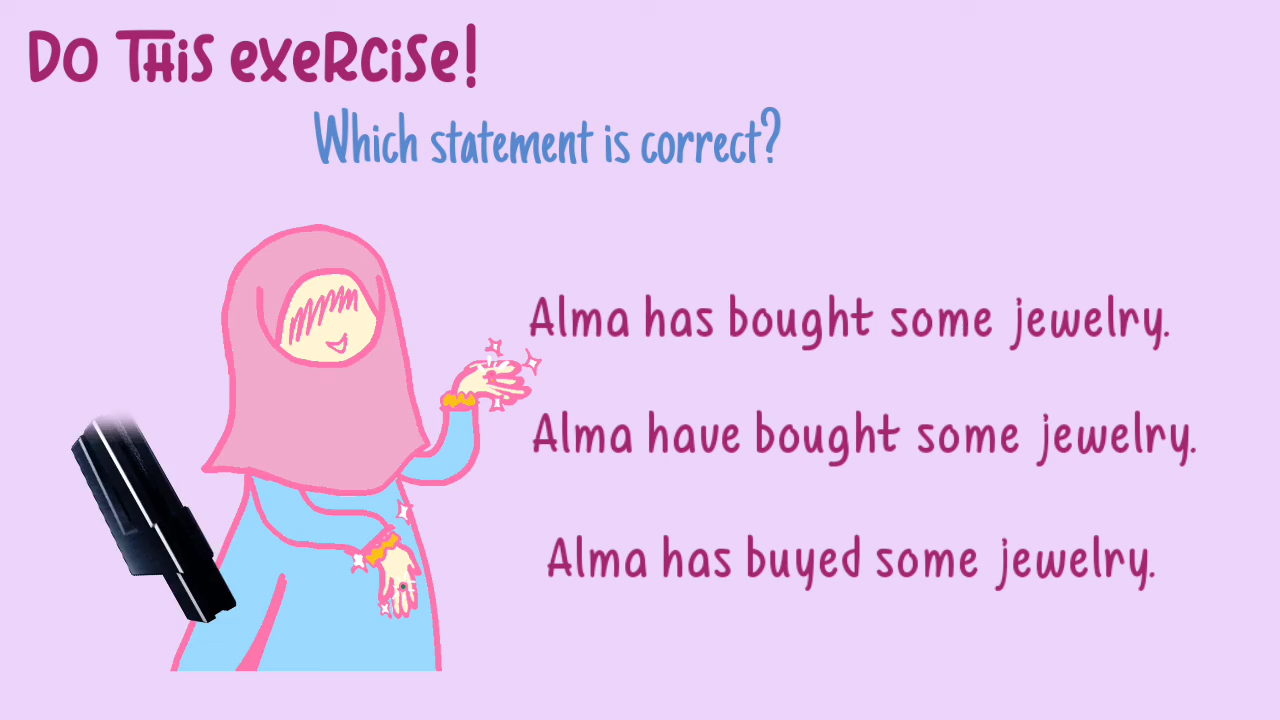 Do THis exeRciSe!
Which statement is correct?
Alma has bought some jewelry.
Alma have bought some jewelry.
Alma has buyed some jewelry.